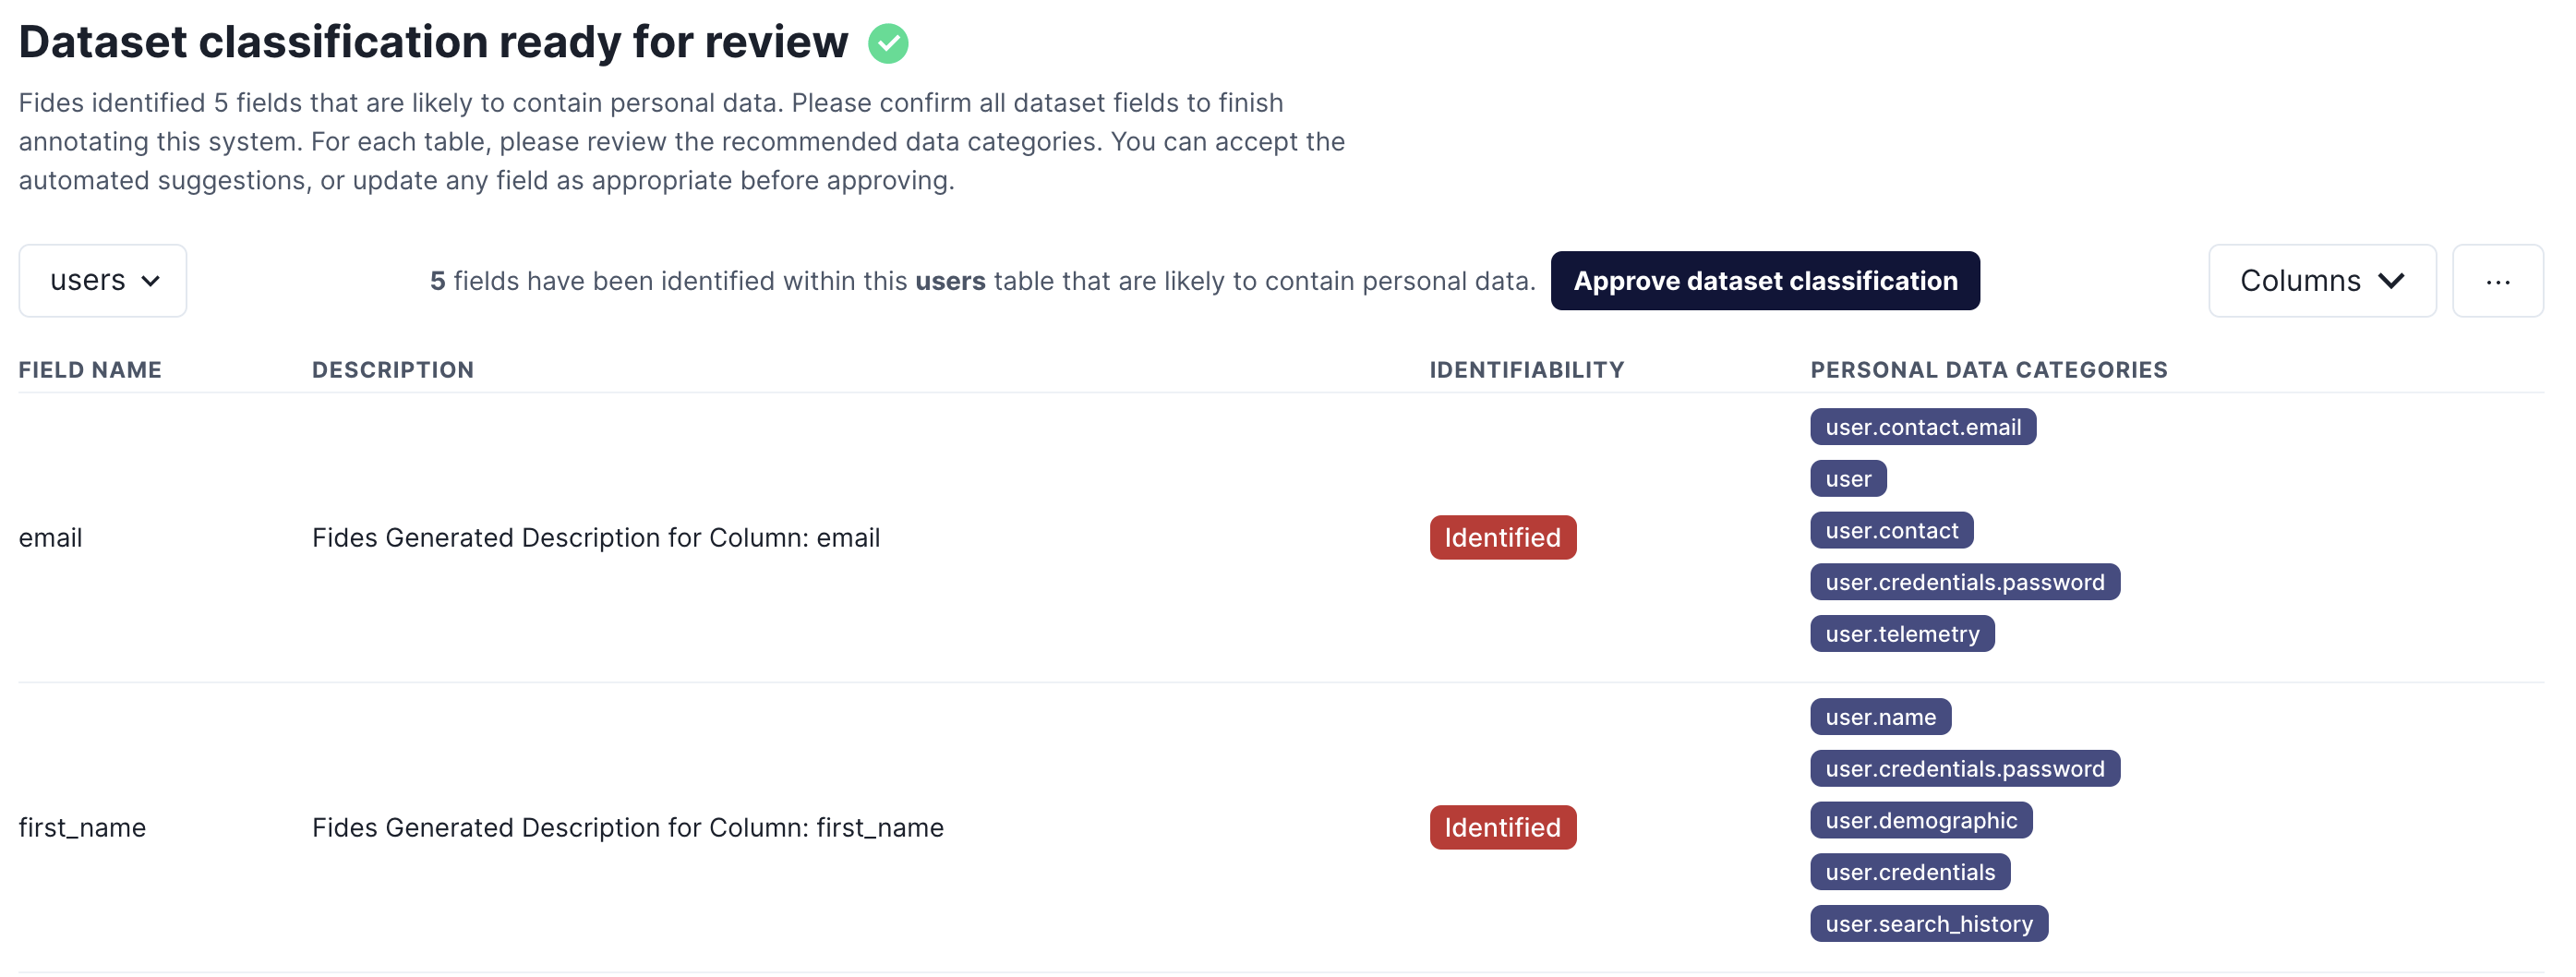 Dataset classification ready for review
Fides identified 5 fields that are likely to contain personal data. Please confirm all dataset fields to finish
annotating this system. For each table, please review the recommended data categories. You can accept the
automated suggestions, or update any field as appropriate before approving.
users 5 fields have been identified within this users table that are likely to contain personal data. Approve dataset classification Columns ...
FIELD NAME DESCRIPTION IDENTIFIABILITY PERSONAL DATA CATEGORIES
user.contact.email
user
user.contact
email Fides Generated Description for Column: email Identified
user.credentials.password
user.telemetry
user.name
user.credentials.password
user.demographic
first_name Fides Generated Description for Column: first_name Identified
user.credentials
user.search_history